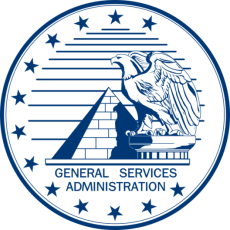 GENERAL SERVICES
ADMINISTRATION